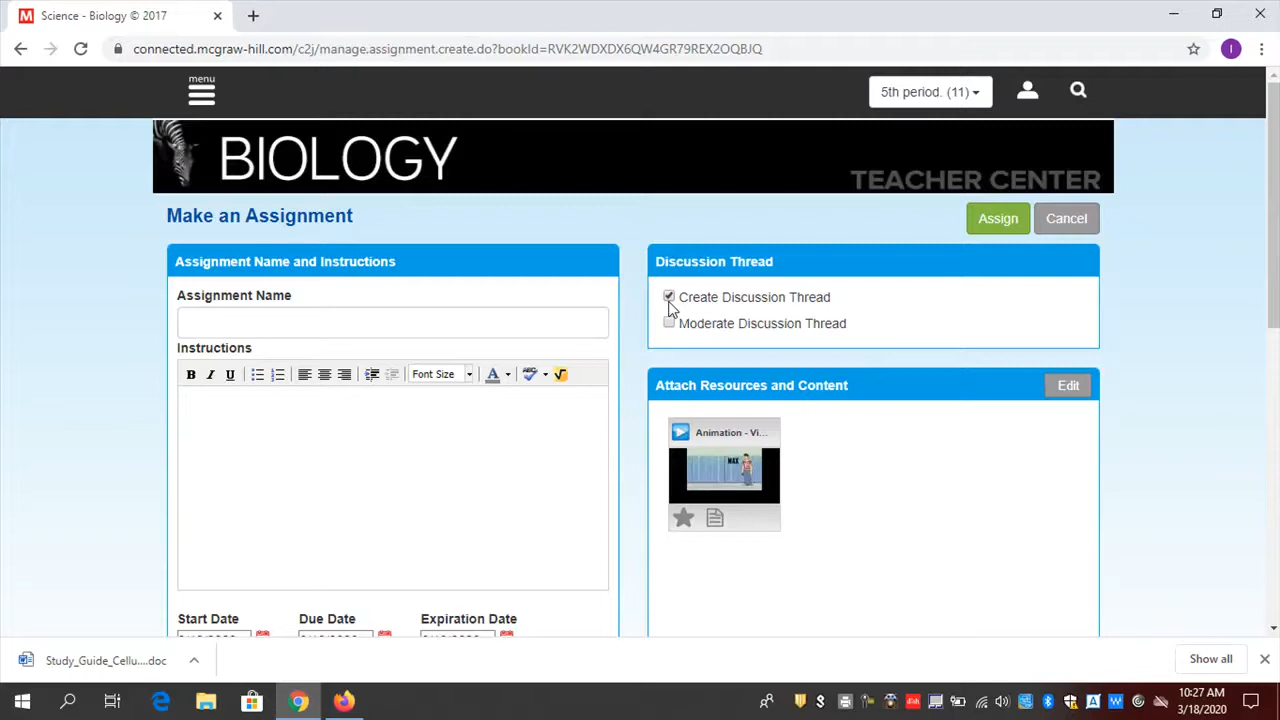 Science - Biology © 2017
connected.mcgraw-hill.com/c2j/manage.assignment.create.do?bookId=RVK2WDXDX6QW4GR79REX2OQBJQ
I
menu
5th period. (11)
BIOLOGY
TEACHER CENTER
Make an Assignment
Assign
Cancel
Assignment Name and Instructions
Discussion Thread
Assignment Name
Create Discussion Thread
Moderate Discussion Thread
Instructions
B I U
Font Size
A
ABC
Attach Resources and Content
Edit
Animation - Vi...
MAX
Start Date
Due Date
Expiration Date
Study_Guide_Cellu....doc
Show all
10:27 AM
3/18/2020